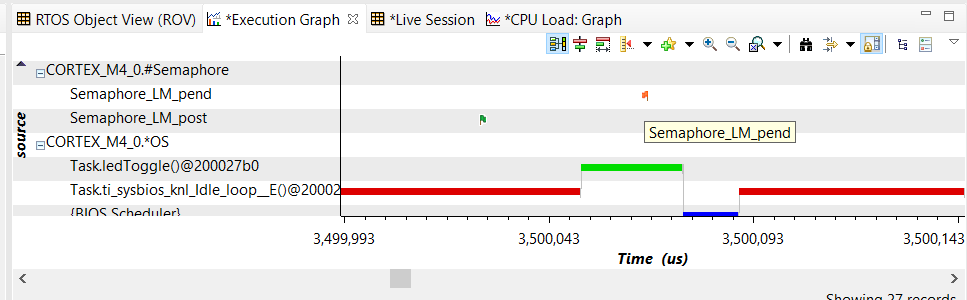 RTOS Object View (ROV) *Execution Graph *Live Session *CPU Load: Graph
CORTEX_M4_0.#Semaphore
Semaphore_LM_pend
Semaphore_LM_post
Semaphore_LM_pend
source
CORTEX_M4_0.*OS
Task.ledToggle()@200027b0
Task.ti_sysbios_knl_Idle_loop__E()@20002
{BIOS Scheduler}
3,499,993 3,500,043 3,500,093 3,500,143
Time (us)
Showing 27 records